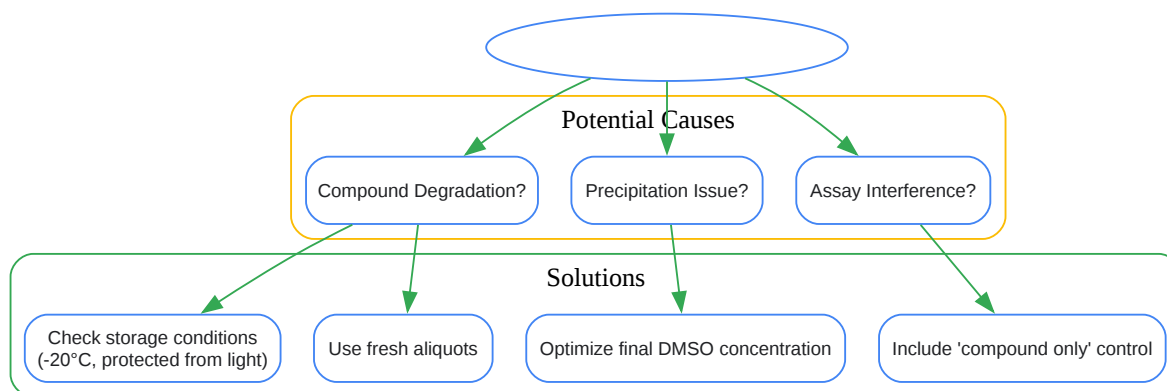 Potential Causes
Compound Degradation?
Precipitation Issue?
Assay Interference?
Solutions
Check storage conditions
(-20°C, protected from light)
Use fresh aliquots
Optimize final DMSO concentration
Include 'compound only' control